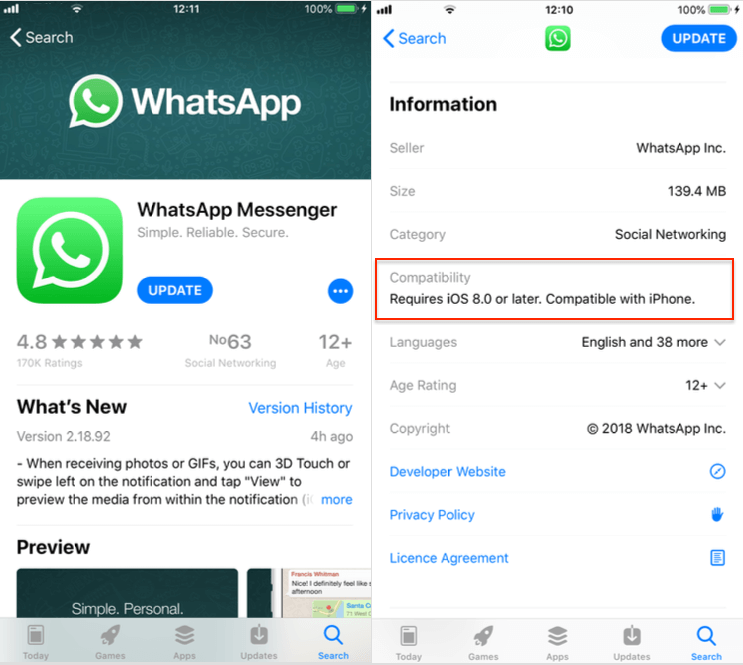 12:11
100%
Search
WhatsApp
WhatsApp Messenger
Simple. Reliable. Secure.
UPDATE
4.8
No63
12+
170K Ratings
Social Networking
Age
What's New
Version History
Version 2.18.92
4h ago
- When receiving photos or GIFs, you can 3D Touch or
swipe left on the notification and tap "View" to
preview the media from within the notification (iO
more
Preview
Simple. Personal.
Francis Whitman
Nice! I definitely feel like s
afternoon
Santa C
71 Wed C
Today
Games
Apps
Updates
Search
12:10
100%
Search
UPDATE
Information
Seller
WhatsApp Inc.
Size
139.4 MB
Category
Social Networking
Compatibility
Requires iOS 8.0 or later. Compatible with iPhone.
Languages
English and 38 more
Age Rating
12+
Copyright
© 2018 WhatsApp Inc.
Developer Website
Privacy Policy
Licence Agreement
Today
Games
Apps
Updates
Search